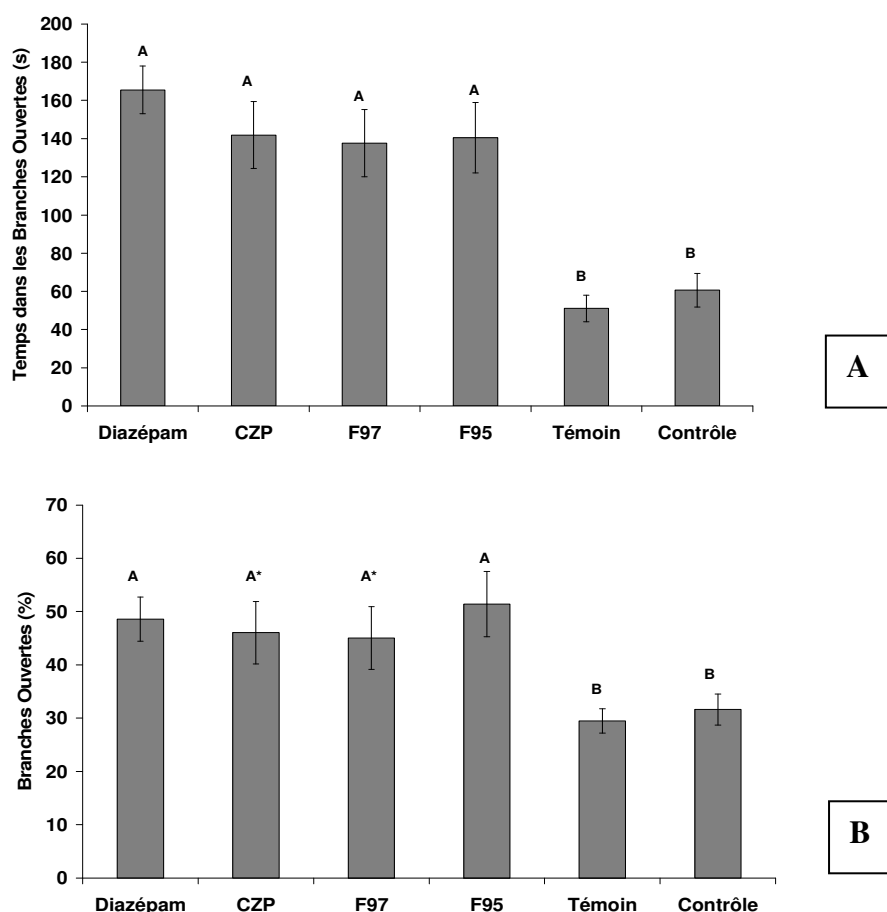 Temps dans les Branches Ouvertes (s)
200
180
160
140
120
100
80
60
40
20
0
A
A
A
A
B
B
Diazépam CZP F97 F95 Témoin Contrôle
A
Branches Ouvertes (%)
70
60
50
40
30
20
10
0
A
A*
A*
A
B
B
Diazépam CZP F97 F95 Témoin Contrôle
B